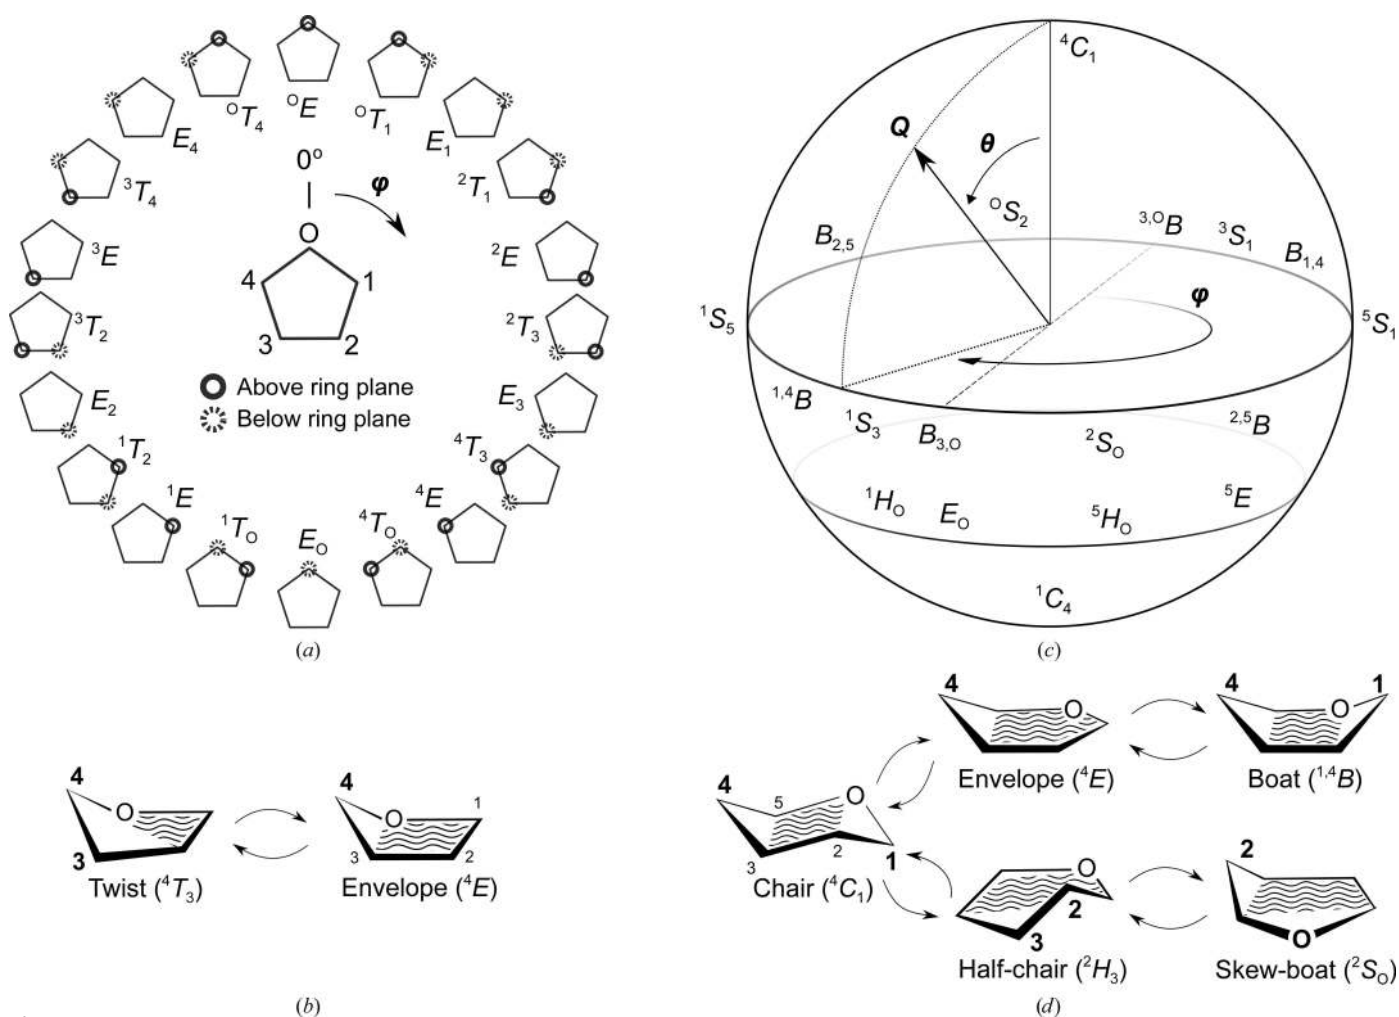 ⁴C₁
ᴼT₄
ᴼE
ᴼT₁
E₄
E₁
³T₄
²T₁
³E
²E
³T₂
²T₃
E₂
E₃
¹T₂
⁴T₃
¹E
⁴E
¹Tₒ
Eₒ
⁴Tₒ
0°
φ
O
4 1
3 2
Above ring plane
Below ring plane
(a)
Q
θ
ᴼS₂
³,ᴼB
³S₁
B₂,₅
B₁,₄
φ
¹S₅
⁵S₁
¹,⁴B
¹S₃
B₃,ₒ
²Sₒ
²,⁵B
¹Hₒ
Eₒ
⁵Hₒ
⁵E
¹C₄
(c)
4
O
3
Twist (⁴T₃)
4
O 1
3 2
Envelope (⁴E)
(b)
4
O
Envelope (⁴E)
4 1
O
Boat (¹,⁴B)
4
5 O
3 2 1
Chair (⁴C₁)
O
2
3
Half-chair (²H₃)
2
O
Skew-boat (²Sₒ)
(d)